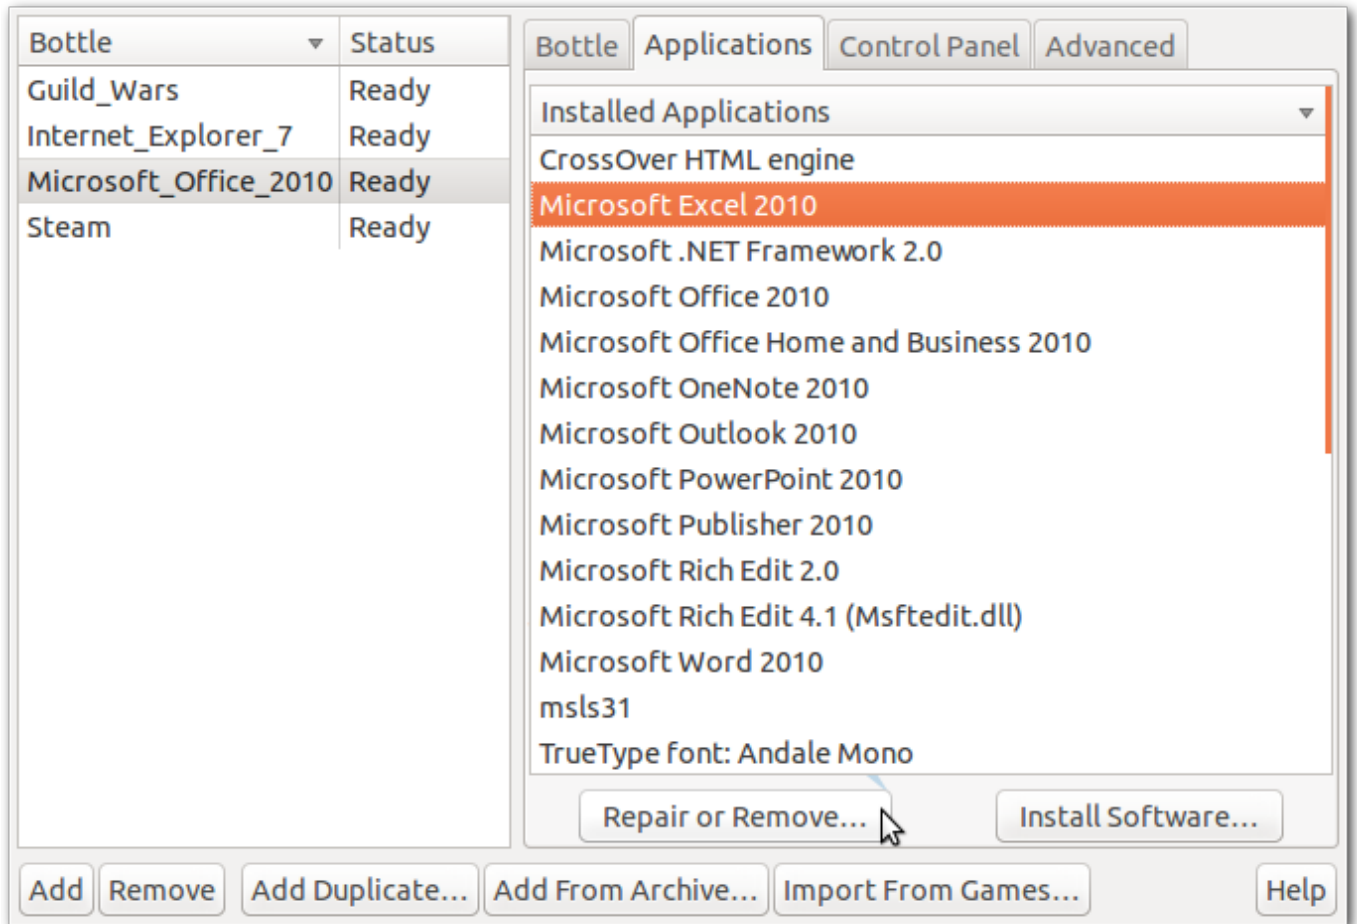 Bottle Status
Guild_Wars Ready
Internet_Explorer_7 Ready
Microsoft_Office_2010 Ready
Steam Ready
Bottle Applications Control Panel Advanced
Installed Applications
CrossOver HTML engine
Microsoft Excel 2010
Microsoft .NET Framework 2.0
Microsoft Office 2010
Microsoft Office Home and Business 2010
Microsoft OneNote 2010
Microsoft Outlook 2010
Microsoft PowerPoint 2010
Microsoft Publisher 2010
Microsoft Rich Edit 2.0
Microsoft Rich Edit 4.1 (Msftedit.dll)
Microsoft Word 2010
msls31
TrueType font: Andale Mono
Repair or Remove... Install Software...
Add Remove Add Duplicate... Add From Archive... Import From Games... Help